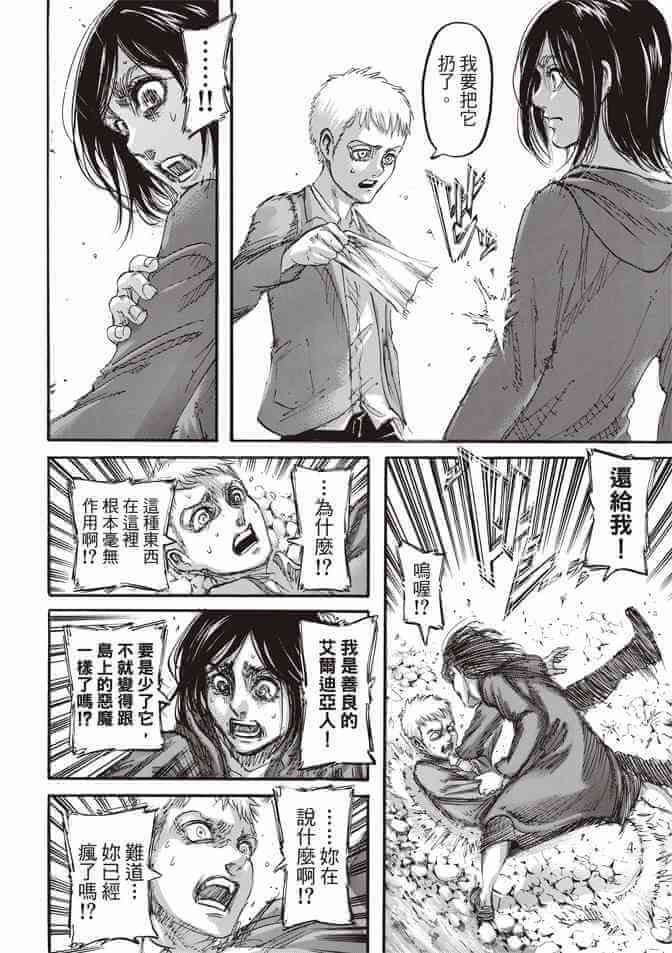 我要把它
扔了。
……!!
還給我！
嗚喔!?
…為什麼!?
這種東西
在這裡
根本毫無
作用啊!?
我是善良的
艾爾迪亞人！
要是少了它，
不就變得跟
島上的惡魔
一樣了嗎!?
……妳在
說什麼啊!?
難道…
妳已經
瘋了嗎!?